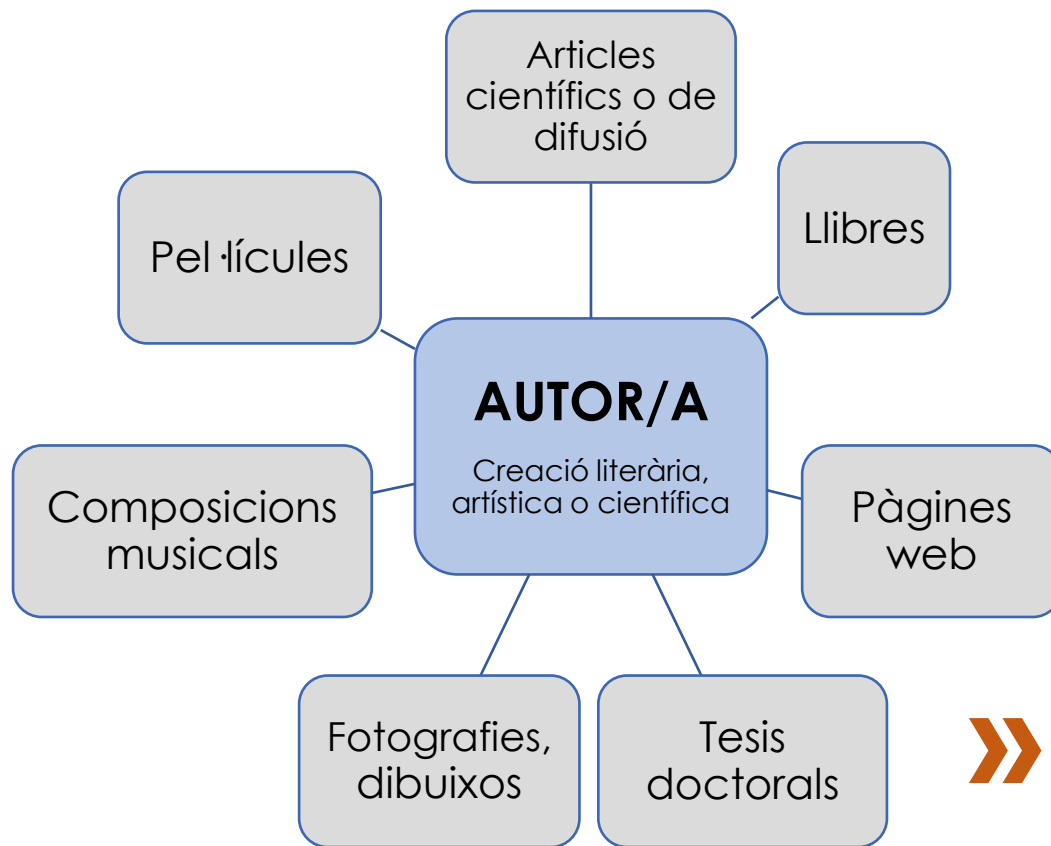 Articles
científics o de
difusió
Llibres
Pel·lícules
AUTOR/A
Creació literària,
artística o científica
Composicions
musicals
Pàgines
web
Fotografies,
dibuixos
Tesis
doctorals